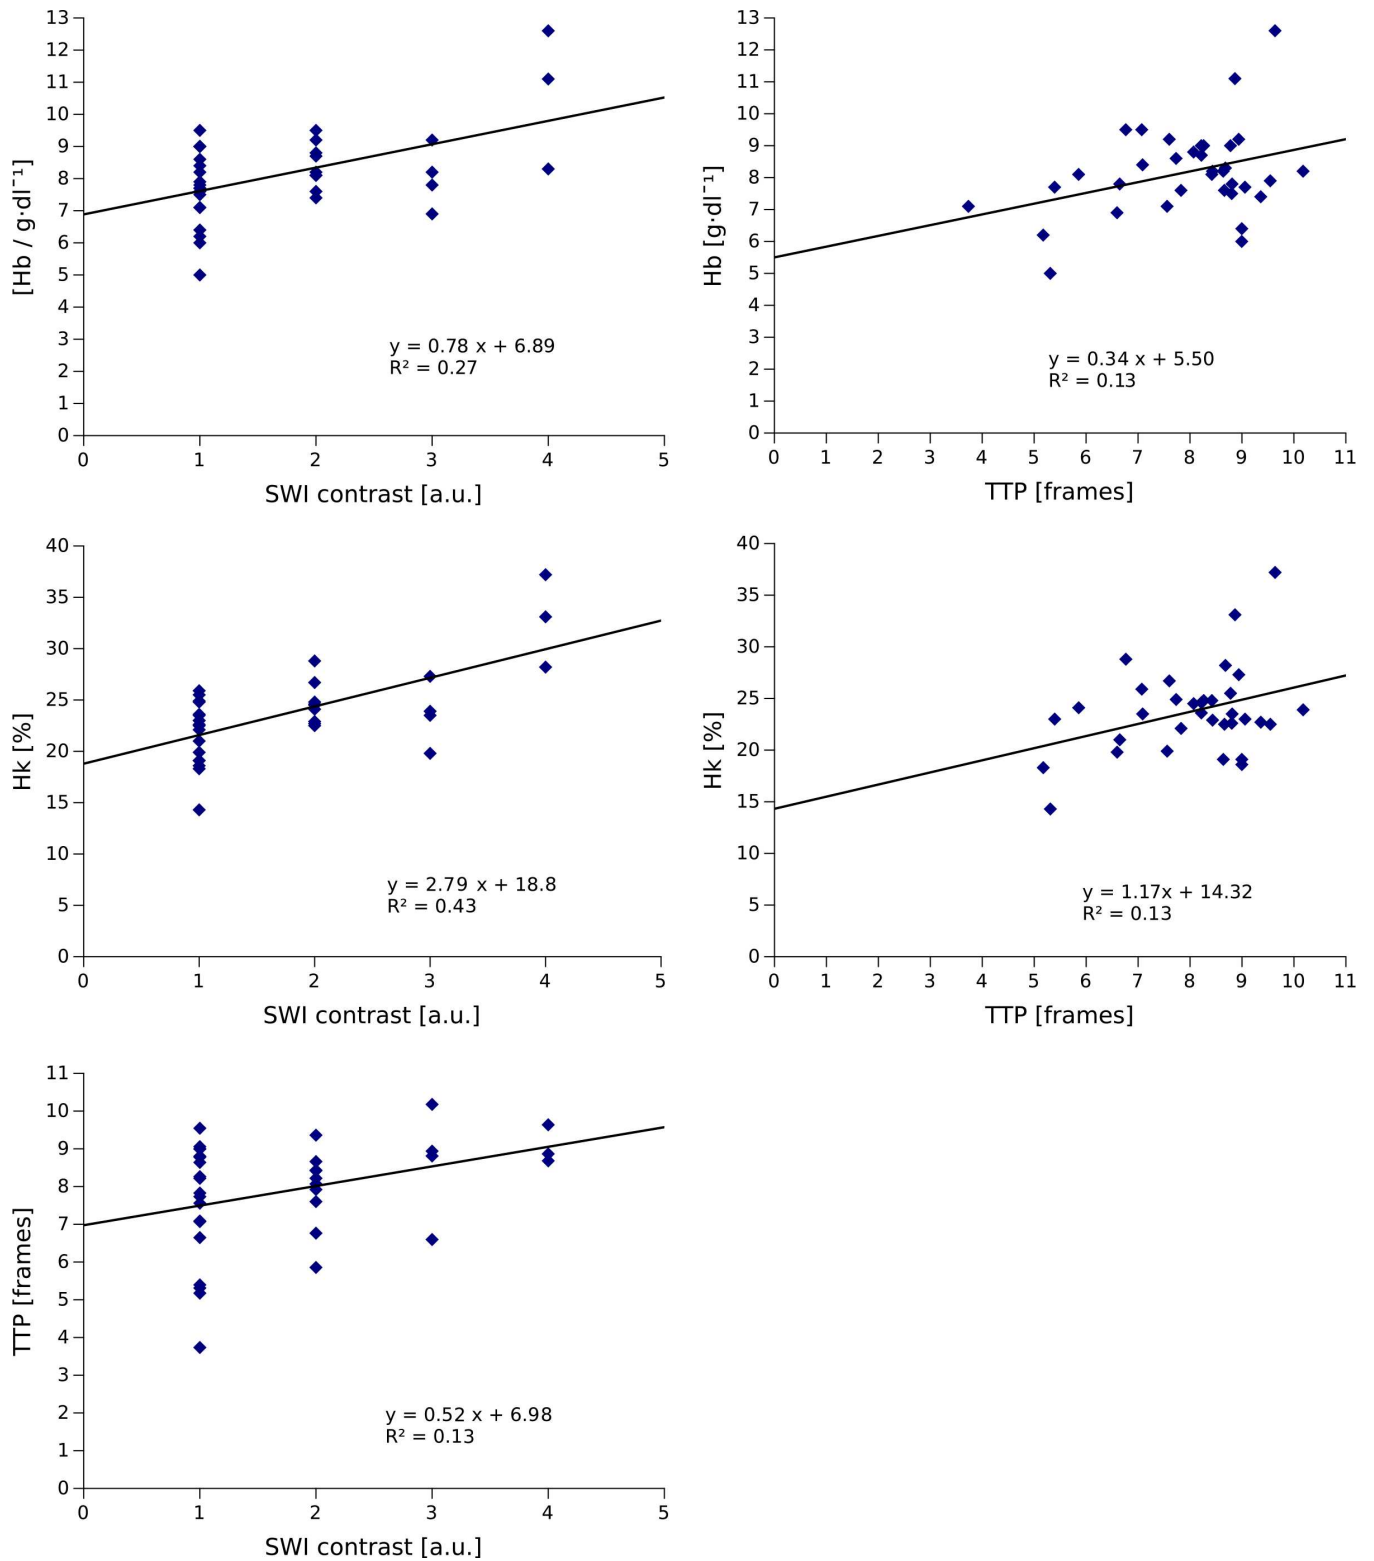 13
12
11
10
9
8
7
6
5
4
3
2
1
0
[Hb / g·dl⁻¹]
y = 0.78 x + 6.89
R² = 0.27
0 1 2 3 4 5
SWI contrast [a.u.]
13
12
11
10
9
8
7
6
5
4
3
2
1
0
Hb [g·dl⁻¹]
y = 0.34 x + 5.50
R² = 0.13
0 1 2 3 4 5 6 7 8 9 10 11
TTP [frames]
40
35
30
25
20
15
10
5
0
Hk [%]
y = 2.79 x + 18.8
R² = 0.43
0 1 2 3 4 5
SWI contrast [a.u.]
40
35
30
25
20
15
10
5
0
Hk [%]
y = 1.17x + 14.32
R² = 0.13
0 1 2 3 4 5 6 7 8 9 10 11
TTP [frames]
11
10
9
8
7
6
5
4
3
2
1
0
TTP [frames]
y = 0.52 x + 6.98
R² = 0.13
0 1 2 3 4 5
SWI contrast [a.u.]